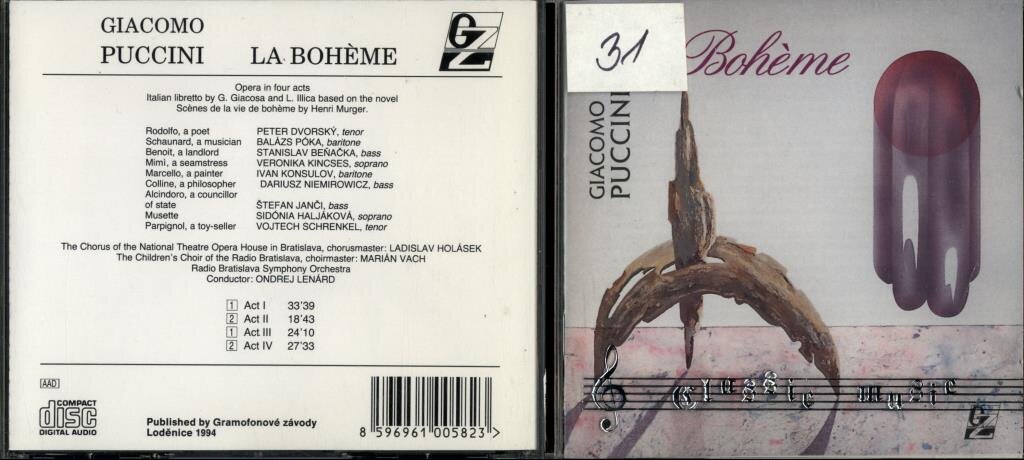 GIACOMO
PUCCINI LA BOHÈME
GZ
Opera in four acts
Italian libretto by G. Giacosa and L. Illica based on the novel
Scènes de la vie de bohème by Henri Murger.
Rodolfo, a poet PETER DVORSKÝ, tenor
Schaunard, a musician BALÁZS PÓKA, baritone
Benoit, a landlord STANISLAV BEŇAČKA, bass
Mimi, a seamstress VERONIKA KINCSES, soprano
Marcello, a painter IVAN KONSULOV, baritone
Colline, a philosopher DARIUSZ NIEMIROWICZ, bass
Alcindoro, a councillor
of state ŠTEFAN JANČI, bass
Musette SIDÓNIA HALJÁKOVÁ, soprano
Parpignol, a toy-seller VOJTECH SCHRENKEL, tenor
The Chorus of the National Theatre Opera House in Bratislava, chorusmaster: LADISLAV HOLÁSEK
The Children's Choir of the Radio Bratislava, choirmaster: MARIÁN VACH
Radio Bratislava Symphony Orchestra
Conductor: ONDREJ LENÁRD
1 Act I 33'39
2 Act II 18'43
1 Act III 24'10
2 Act IV 27'33
AAD
COMPACT
disc
DIGITAL AUDIO
Published by Gramofonové závody
Loděnice 1994
8 596961 005823 >
31
Bohème
GIACOMO
PUCCINI
Classic music
GZ